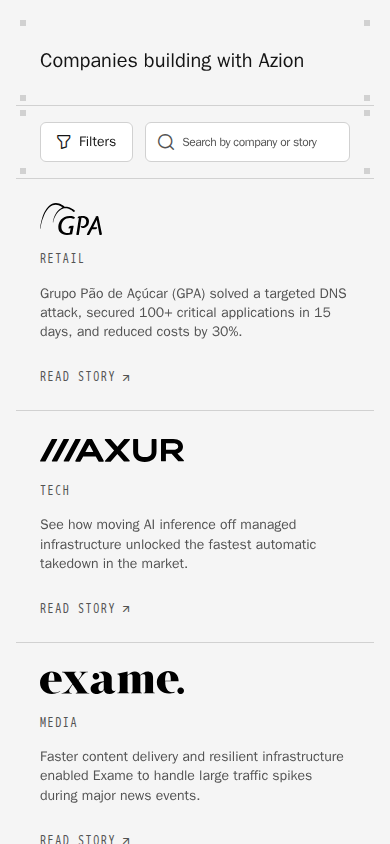 Companies building with Azion
Filters
Search by company or story
GPA
RETAIL
Grupo Pão de Açúcar (GPA) solved a targeted DNS
attack, secured 100+ critical applications in 15
days, and reduced costs by 30%.
READ STORY ↗
///AXUR
TECH
See how moving AI inference off managed
infrastructure unlocked the fastest automatic
takedown in the market.
READ STORY ↗
exame.
MEDIA
Faster content delivery and resilient infrastructure
enabled Exame to handle large traffic spikes
during major news events.
READ STORY ↗